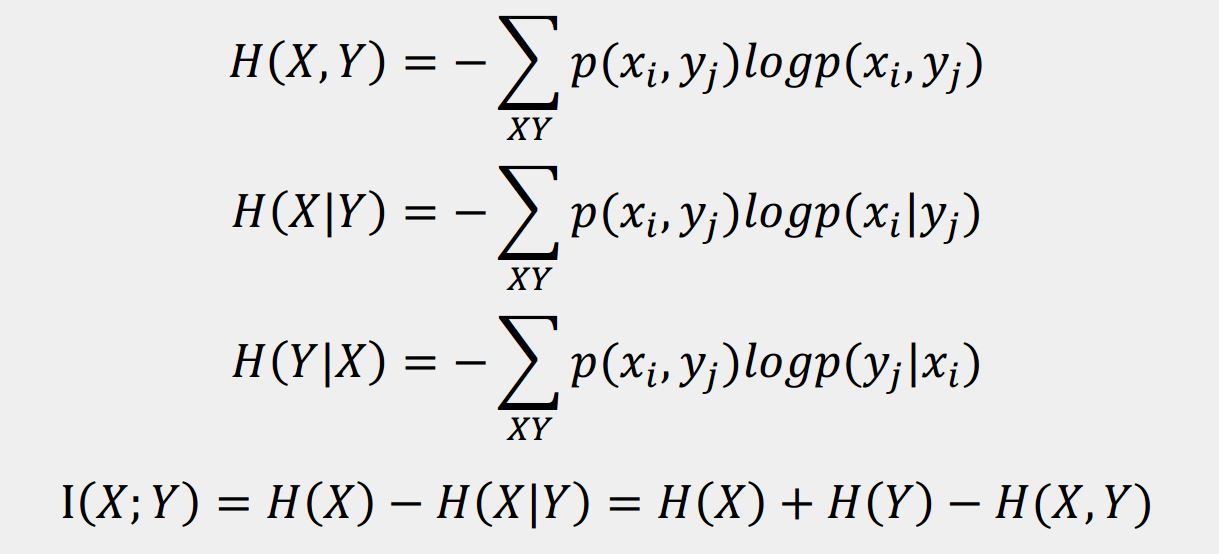 H(X,Y) = −∑_{XY} p(x_i, y_j)logp(x_i, y_j)
H(X|Y) = −∑_{XY} p(x_i, y_j)logp(x_i|y_j)
H(Y|X) = −∑_{XY} p(x_i, y_j)logp(y_j|x_i)
I(X;Y) = H(X) − H(X|Y) = H(X) + H(Y) − H(X,Y)